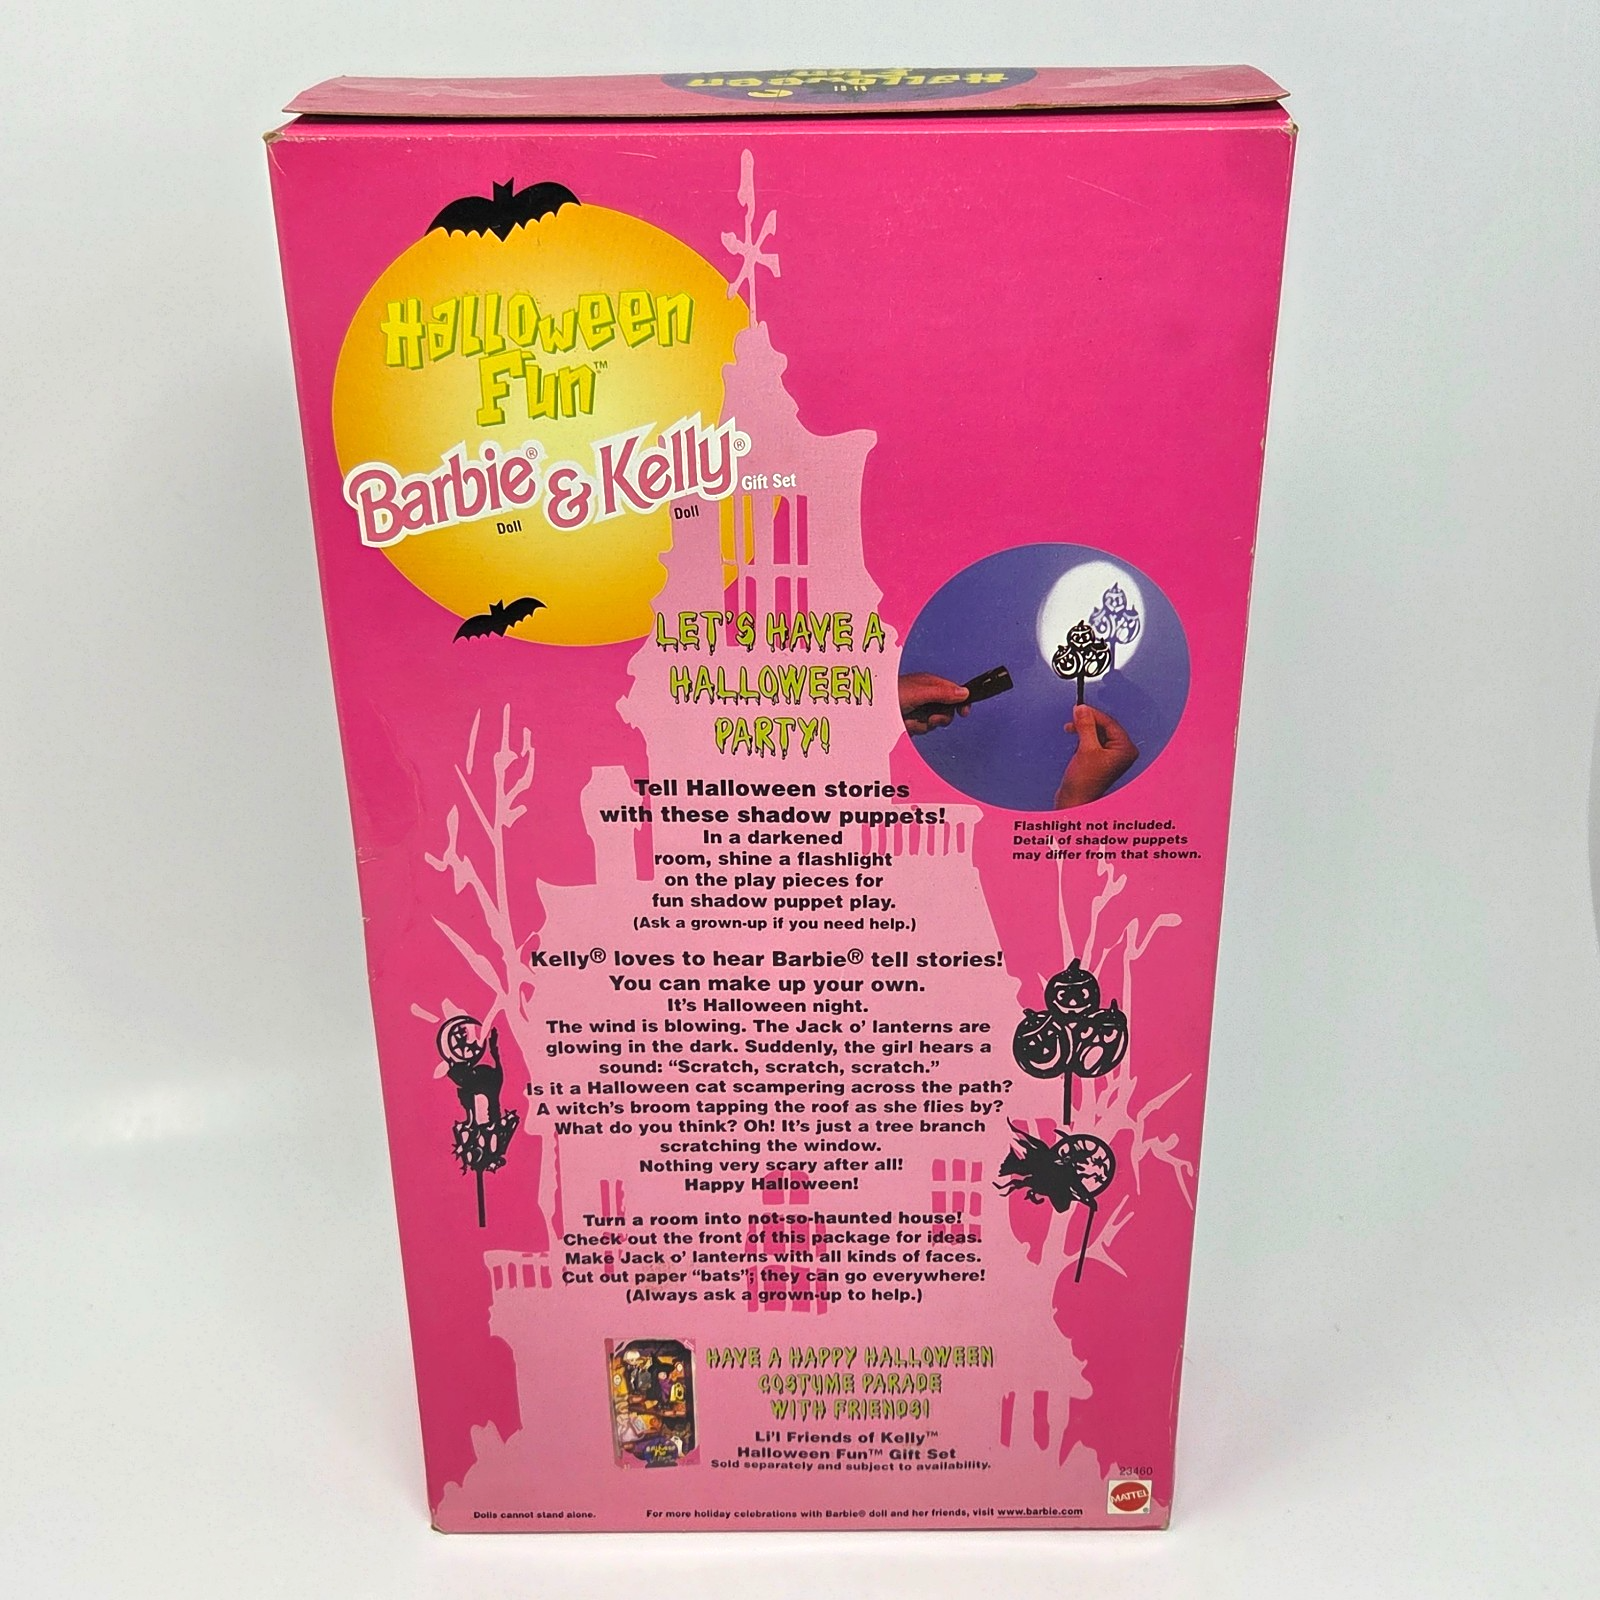 Halloween
Fun
Halloween
Fun™
Barbie® & Kelly® Gift Set
Doll
Doll
LET'S HAVE A
HALLOWEEN
PARTY!
Tell Halloween stories
with these shadow puppets!
In a darkened
room, shine a flashlight
on the play pieces for
fun shadow puppet play.
(Ask a grown-up if you need help.)
Flashlight not included.
Detail of shadow puppets
may differ from that shown.
Kelly® loves to hear Barbie® tell stories!
You can make up your own.
It's Halloween night.
The wind is blowing. The Jack o' lanterns are
glowing in the dark. Suddenly, the girl hears a
sound: “Scratch, scratch, scratch.”
Is it a Halloween cat scampering across the path?
A witch's broom tapping the roof as she flies by?
What do you think? Oh! It's just a tree branch
scratching the window.
Nothing very scary after all!
Happy Halloween!
BOO
Turn a room into not-so-haunted house!
Check out the front of this package for ideas.
Make Jack o' lanterns with all kinds of faces.
Cut out paper “bats”; they can go everywhere!
(Always ask a grown-up to help.)
HAVE A HAPPY HALLOWEEN
COSTUME PARADE
WITH FRIENDS!
Li'l Friends of Kelly™
Halloween Fun™ Gift Set
Sold separately and subject to availability.
Halloween
Fun
23460
MATTEL
®
Dolls cannot stand alone.
For more holiday celebrations with Barbie® doll and her friends, visit www.barbie.com